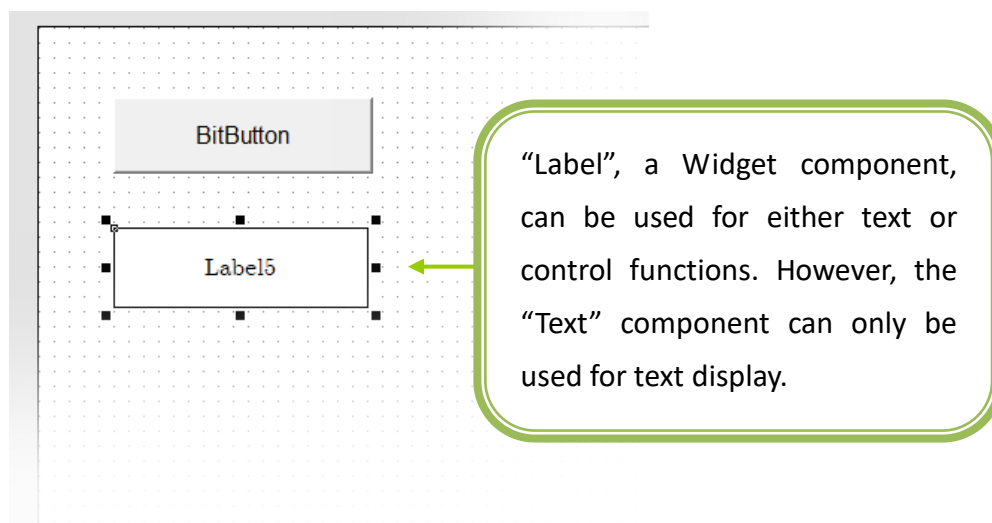 BitButton
Label5
“Label”, a Widget component,
can be used for either text or
control functions. However, the
“Text” component can only be
used for text display.